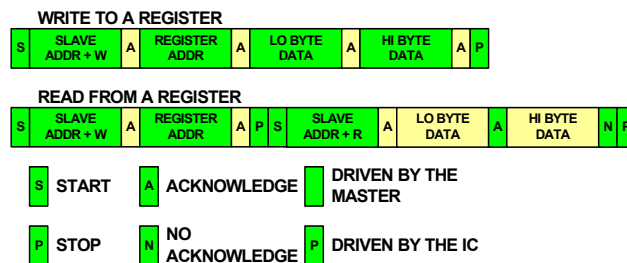 WRITE TO A REGISTER
S SLAVE ADDR + W A REGISTER ADDR A LO BYTE DATA A HI BYTE DATA A P
READ FROM A REGISTER
S SLAVE ADDR + W A REGISTER ADDR A P S SLAVE ADDR + R A LO BYTE DATA A HI BYTE DATA N P
S START A ACKNOWLEDGE DRIVEN BY THE MASTER
P STOP N NO ACKNOWLEDGE P DRIVEN BY THE IC